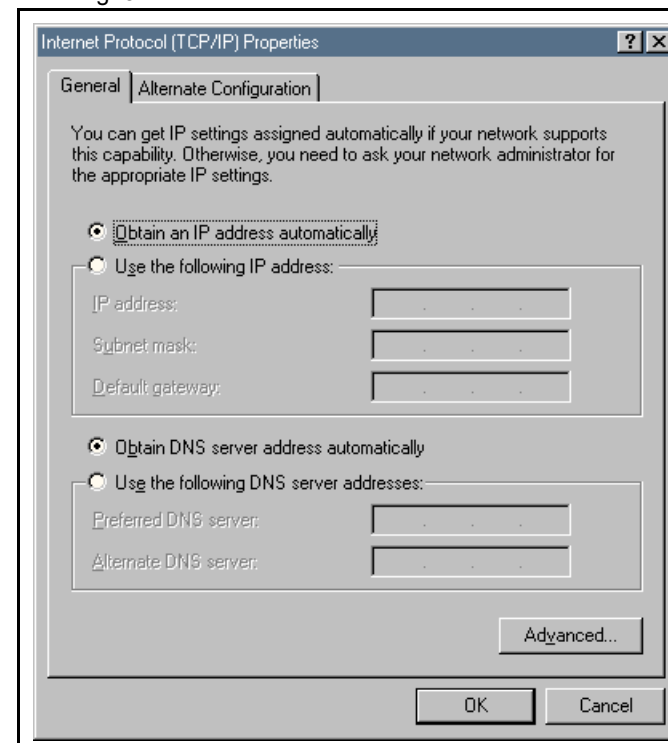 Internet Protocol (TCP/IP) Properties
General
Alternate Configuration
You can get IP settings assigned automatically if your network supports
this capability. Otherwise, you need to ask your network administrator for
the appropriate IP settings.
Obtain an IP address automatically
Use the following IP address:
IP address:
Subnet mask:
Default gateway:
Obtain DNS server address automatically
Use the following DNS server addresses:
Preferred DNS server:
Alternate DNS server:
Advanced...
OK
Cancel